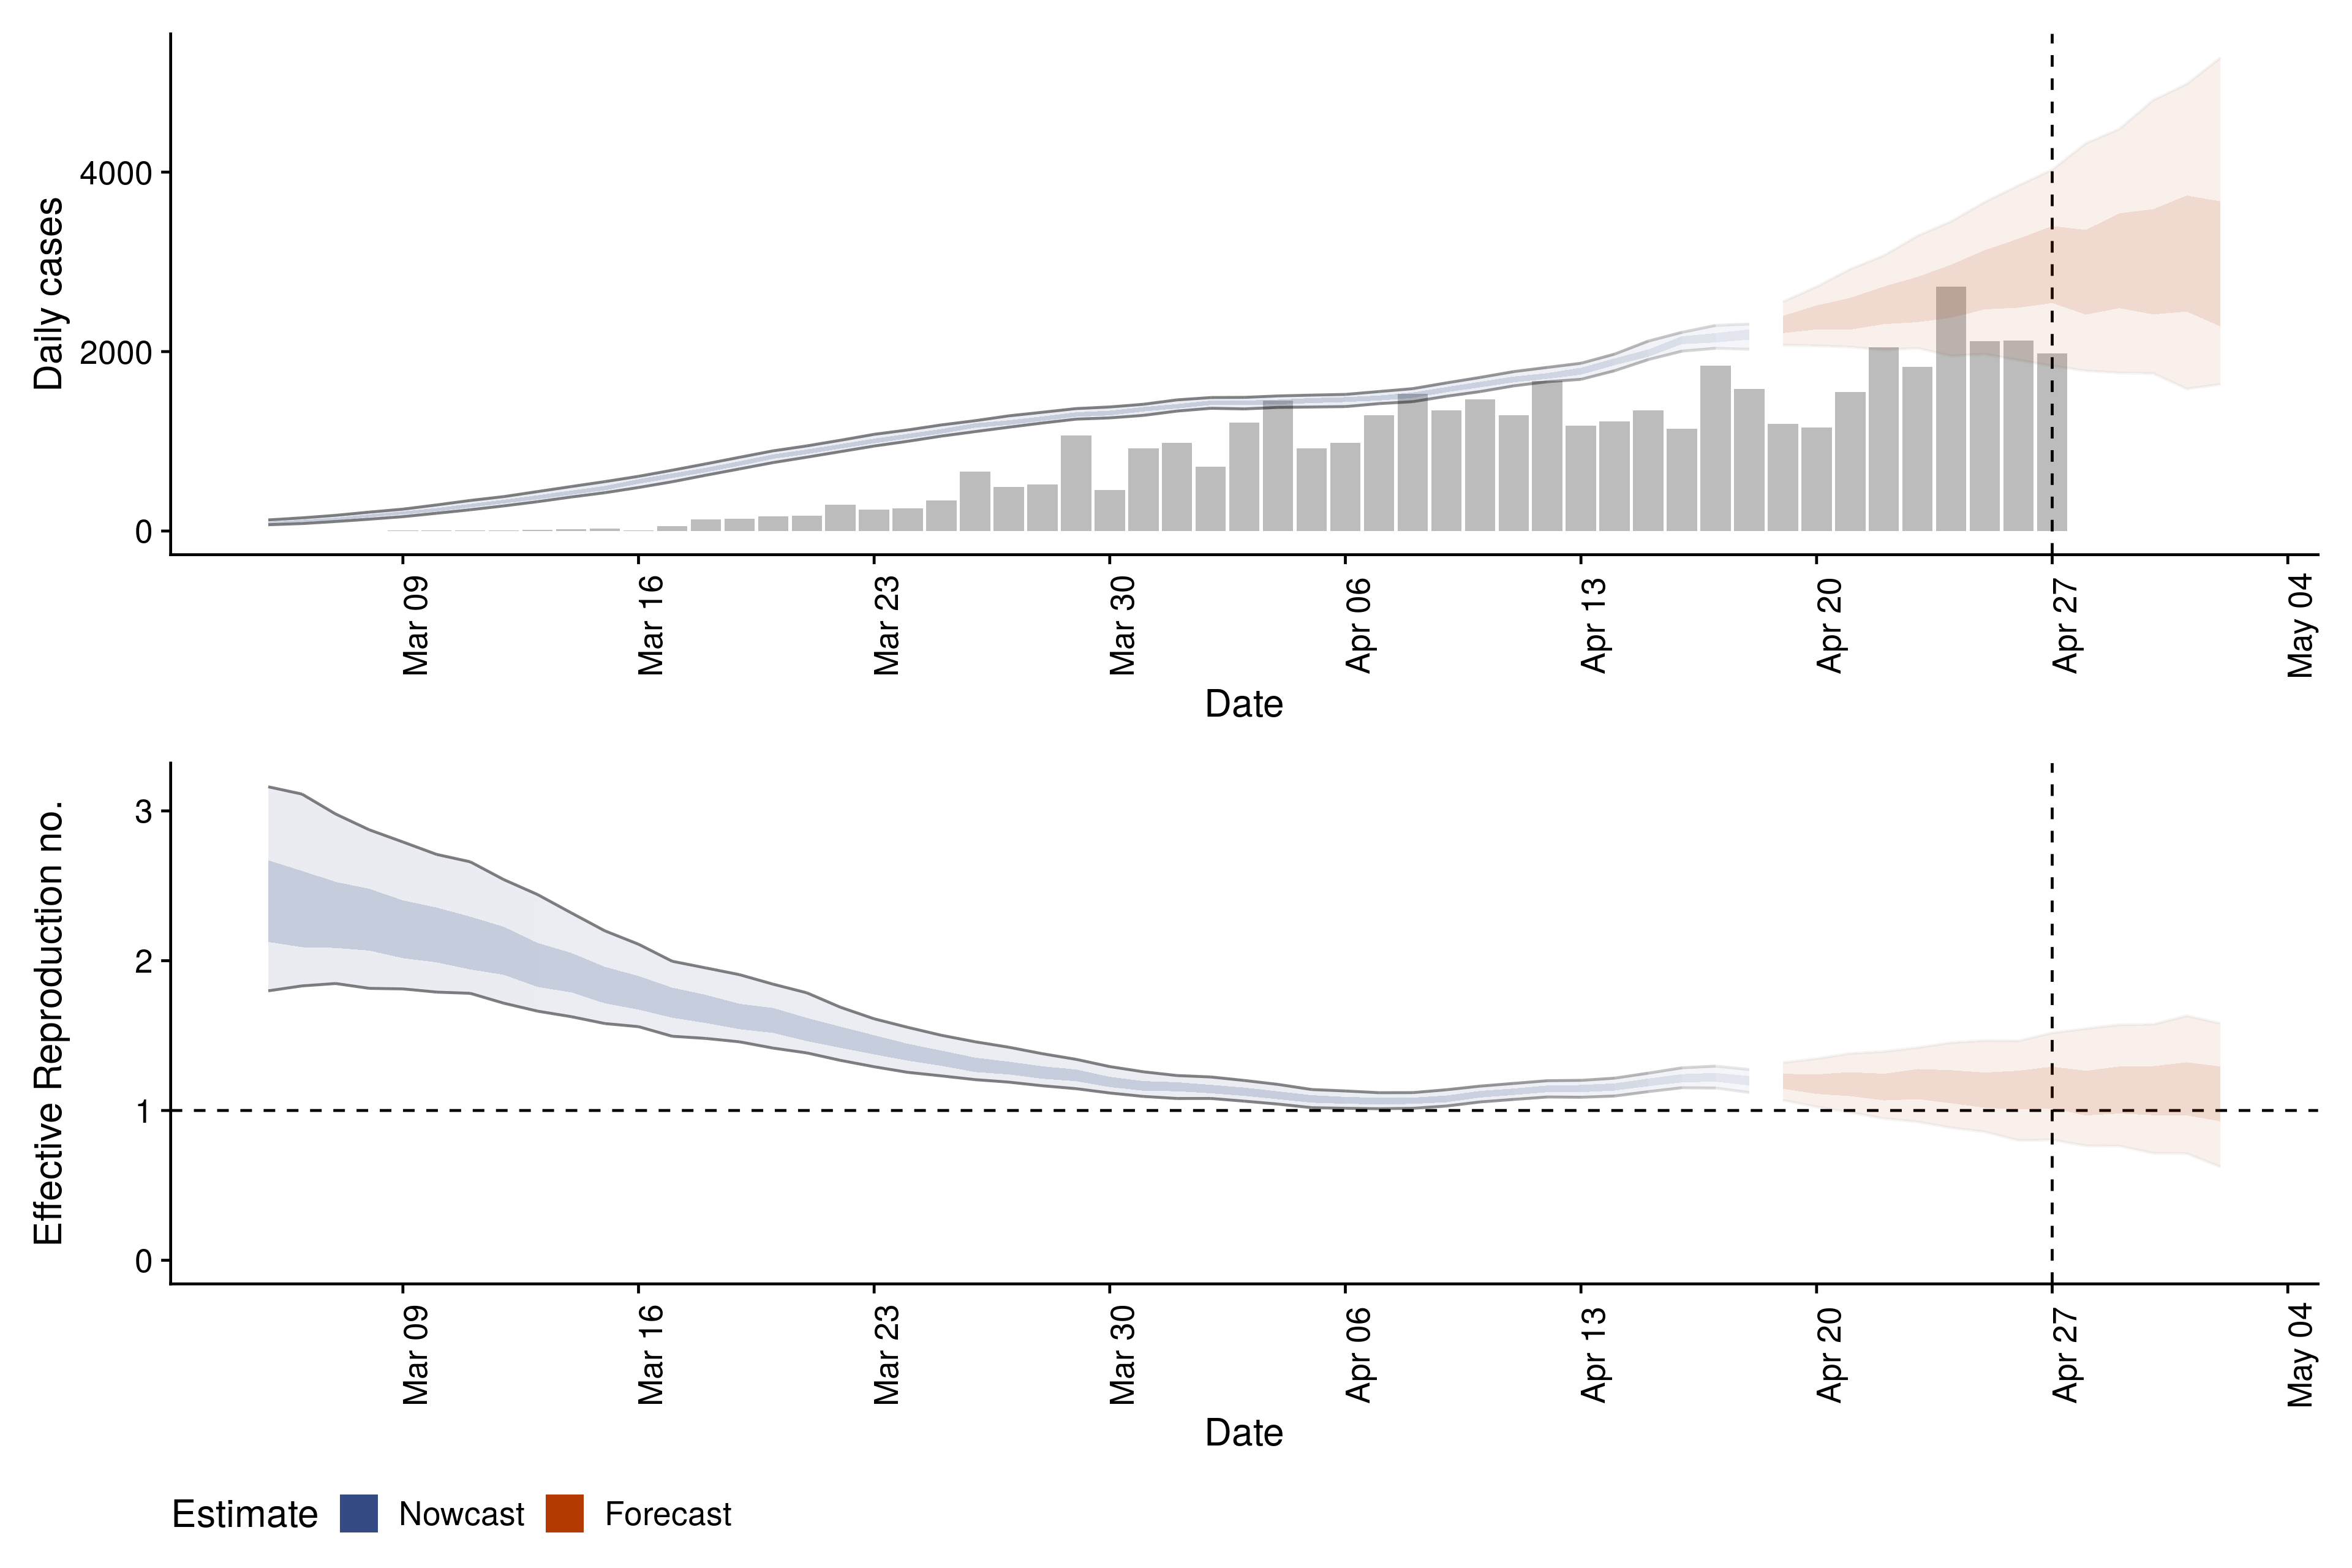 Daily cases
4000
2000
0
Mar 09
Mar 16
Mar 23
Mar 30
Apr 06
Apr 13
Apr 20
Apr 27
May 04
Date
Effective Reproduction no.
3
2
1
0
Mar 09
Mar 16
Mar 23
Mar 30
Apr 06
Apr 13
Apr 20
Apr 27
May 04
Date
Estimate Nowcast Forecast